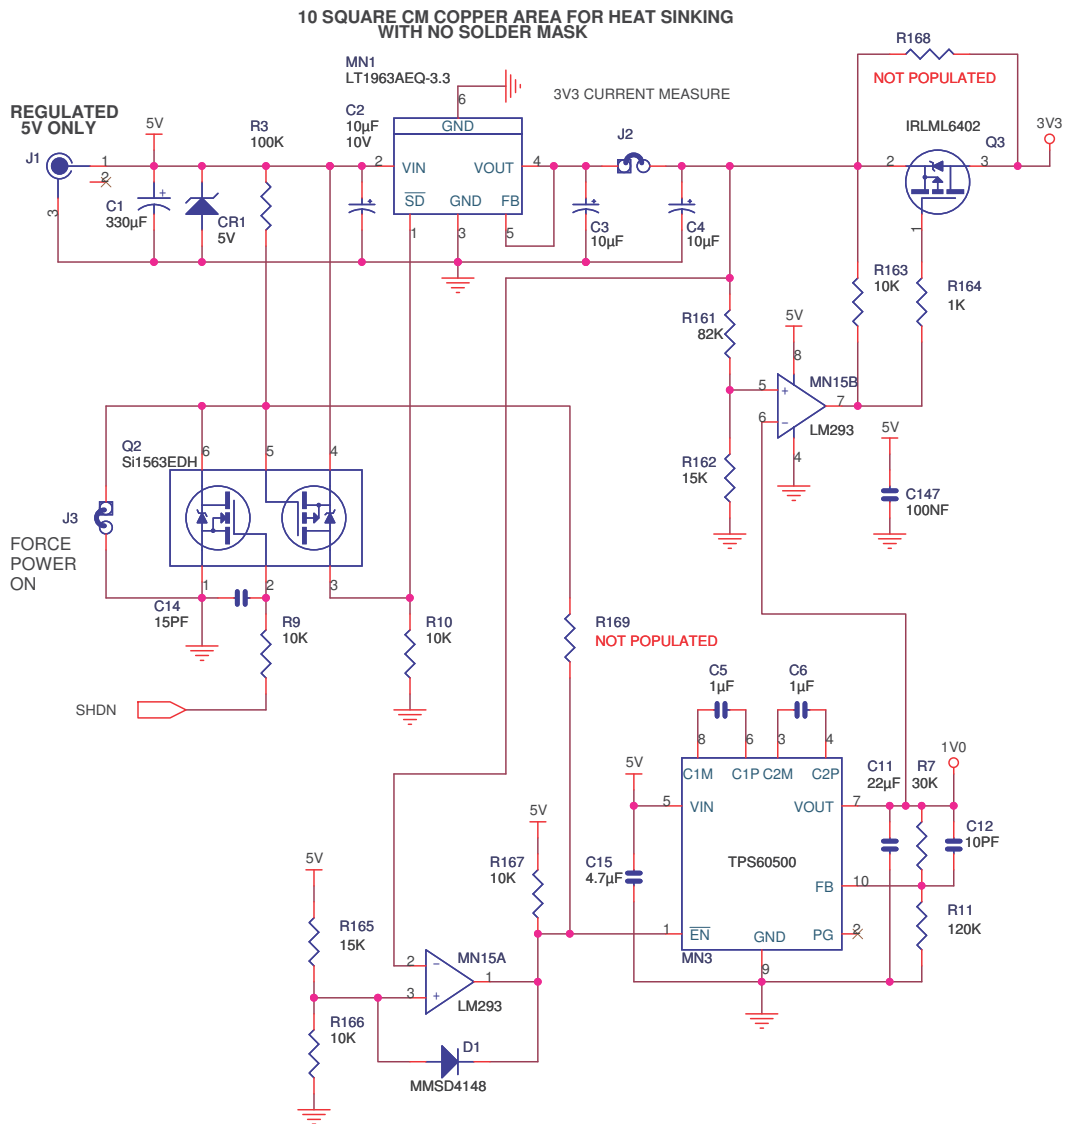 10 SQUARE CM COPPER AREA FOR HEAT SINKING
WITH NO SOLDER MASK
R168
NOT POPULATED
MN1
LT1963AEQ-3.3
6
GND
3V3 CURRENT MEASURE
REGULATED
5V ONLY
5V
R3
100K
C2
10µF
10V
J2
IRLML6402
Q3
3V3
J1
1
2
3
2
VIN
VOUT
4
SD
GND
FB
1
3
5
2
3
1
C1
330µF
+
CR1
5V
C3
10µF
C4
10µF
R163
10K
R164
1K
R161
82K
5V
8
MN15B
5
+
6
−
7
LM293
4
5V
R162
15K
C147
100NF
Q2
Si1563EDH
6
5
4
J3
FORCE
POWER
ON
1
2
3
C14
15PF
R9
10K
R10
10K
R169
NOT POPULATED
SHDN
C5
1µF
C6
1µF
8
6
3
4
C1M
C1P
C2M
C2P
5V
5
VIN
VOUT
7
C11
22µF
R7
30K
1V0
C12
10PF
TPS60500
C15
4.7µF
FB
10
R11
120K
5V
R167
10K
1
EN
GND
PG
2
MN3
9
5V
R165
15K
2
−
MN15A
1
3
+
LM293
R166
10K
D1
MMSD4148